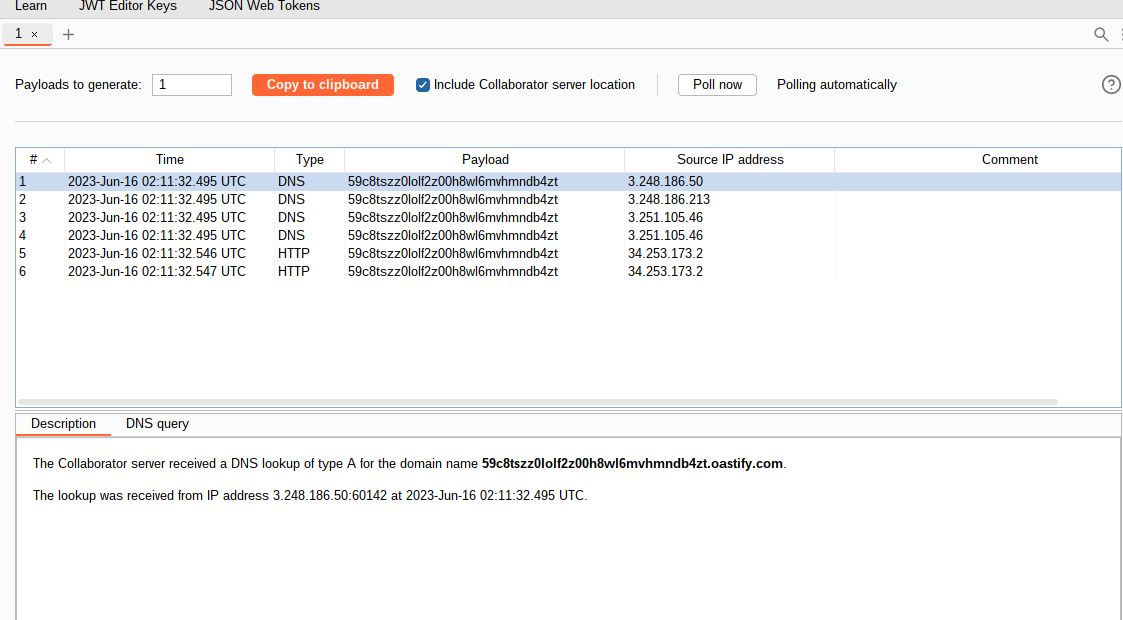 Learn JWT Editor Keys JSON Web Tokens
1 × +
Payloads to generate: 1 Copy to clipboard Include Collaborator server location Poll now Polling automatically ?
# Time Type Payload Source IP address Comment
1 2023-Jun-16 02:11:32.495 UTC DNS 59c8tszz0lolf2z00h8wl6mvhmndb4zt 3.248.186.50
2 2023-Jun-16 02:11:32.495 UTC DNS 59c8tszz0lolf2z00h8wl6mvhmndb4zt 3.248.186.213
3 2023-Jun-16 02:11:32.495 UTC DNS 59c8tszz0lolf2z00h8wl6mvhmndb4zt 3.251.105.46
4 2023-Jun-16 02:11:32.495 UTC DNS 59c8tszz0lolf2z00h8wl6mvhmndb4zt 3.251.105.46
5 2023-Jun-16 02:11:32.546 UTC HTTP 59c8tszz0lolf2z00h8wl6mvhmndb4zt 34.253.173.2
6 2023-Jun-16 02:11:32.547 UTC HTTP 59c8tszz0lolf2z00h8wl6mvhmndb4zt 34.253.173.2
Description DNS query
The Collaborator server received a DNS lookup of type A for the domain name 59c8tszz0lolf2z00h8wl6mvhmndb4zt.oastify.com.
The lookup was received from IP address 3.248.186.50:60142 at 2023-Jun-16 02:11:32.495 UTC.